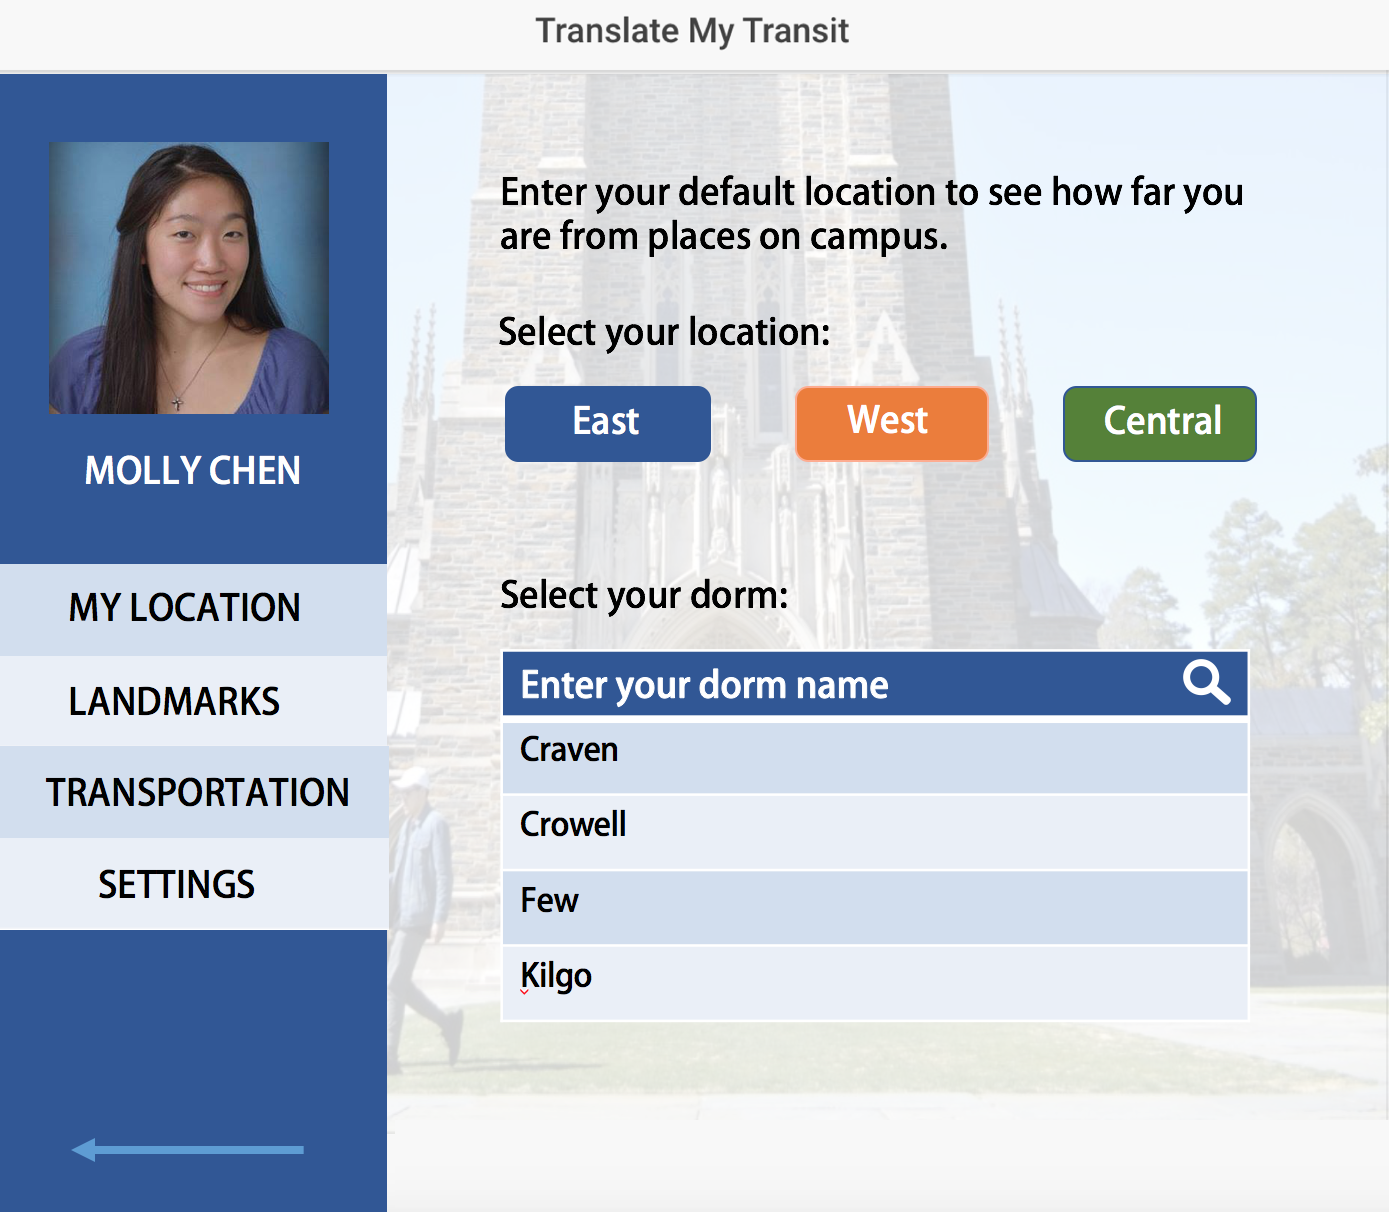 Translate My Transit
MOLLY CHEN
MY LOCATION
LANDMARKS
TRANSPORTATION
SETTINGS
Enter your default location to see how far you
are from places on campus.
Select your location:
East
West
Central
Select your dorm:
Enter your dorm name
Craven
Crowell
Few
Kilgo